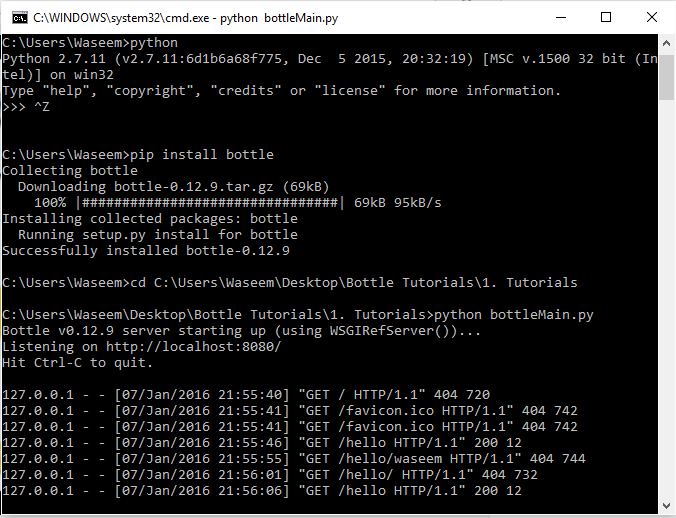 C:\WINDOWS\system32\cmd.exe - python  bottleMain.py
C:\Users\Waseem>python
Python 2.7.11 (v2.7.11:6d1b6a68f775, Dec  5 2015, 20:32:19) [MSC v.1500 32 bit (In
tel)] on win32
Type "help", "copyright", "credits" or "license" for more information.
>>> ^Z
C:\Users\Waseem>pip install bottle
Collecting bottle
  Downloading bottle-0.12.9.tar.gz (69kB)
    100% |################################| 69kB 95kB/s
Installing collected packages: bottle
  Running setup.py install for bottle
Successfully installed bottle-0.12.9
C:\Users\Waseem>cd C:\Users\Waseem\Desktop\Bottle Tutorials\1. Tutorials
C:\Users\Waseem\Desktop\Bottle Tutorials\1. Tutorials>python bottleMain.py
Bottle v0.12.9 server starting up (using WSGIRefServer())...
Listening on http://localhost:8080/
Hit Ctrl-C to quit.
127.0.0.1 - - [07/Jan/2016 21:55:40] "GET / HTTP/1.1" 404 720
127.0.0.1 - - [07/Jan/2016 21:55:41] "GET /favicon.ico HTTP/1.1" 404 742
127.0.0.1 - - [07/Jan/2016 21:55:41] "GET /favicon.ico HTTP/1.1" 404 742
127.0.0.1 - - [07/Jan/2016 21:55:46] "GET /hello HTTP/1.1" 200 12
127.0.0.1 - - [07/Jan/2016 21:55:55] "GET /hello/waseem HTTP/1.1" 404 744
127.0.0.1 - - [07/Jan/2016 21:56:01] "GET /hello/ HTTP/1.1" 404 732
127.0.0.1 - - [07/Jan/2016 21:56:06] "GET /hello HTTP/1.1" 200 12